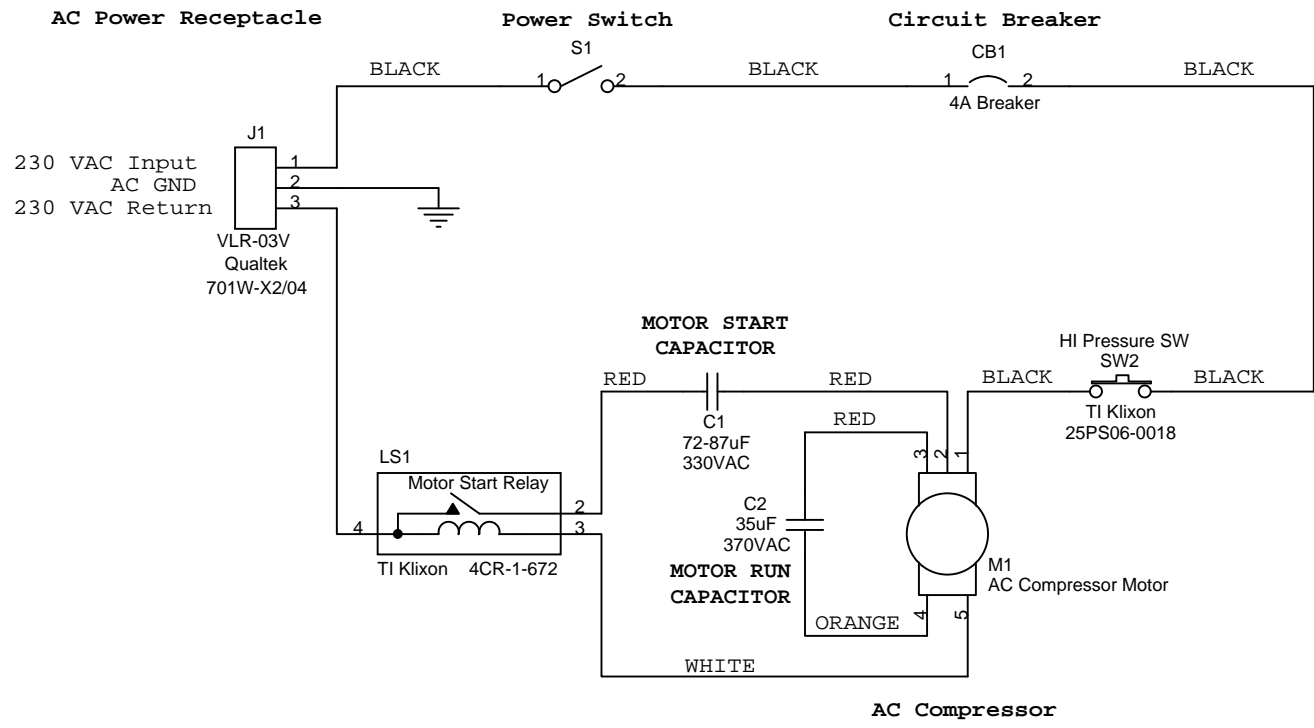 AC Power Receptacle
Power Switch
Circuit Breaker
S1
CB1
BLACK
1
2
BLACK
1
2
BLACK
4A Breaker
J1
230 VAC Input
1
AC GND
2
230 VAC Return
3
VLR-03V
Qualtek
701W-X2/04
MOTOR START
CAPACITOR
HI Pressure SW
SW2
RED
RED
BLACK
BLACK
C1
72-87uF
330VAC
RED
TI Klixon
25PS06-0018
3
2
1
LS1
Motor Start Relay
2
4
3
TI Klixon
4CR-1-672
C2
35uF
370VAC
MOTOR RUN
CAPACITOR
M1
AC Compressor Motor
ORANGE
4
5
WHITE
AC Compressor